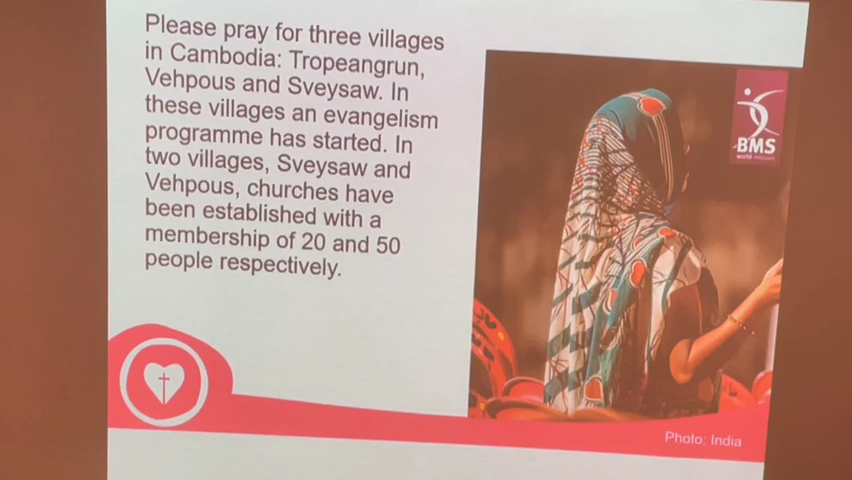 Please pray for three villages
in Cambodia: Tropeangrun,
Vehpous and Sveysaw. In
these villages an evangelism
programme has started. In
two villages, Sveysaw and
Vehpous, churches have
been established with a
membership of 20 and 50
people respectively.
BMS
world mission
Photo: India